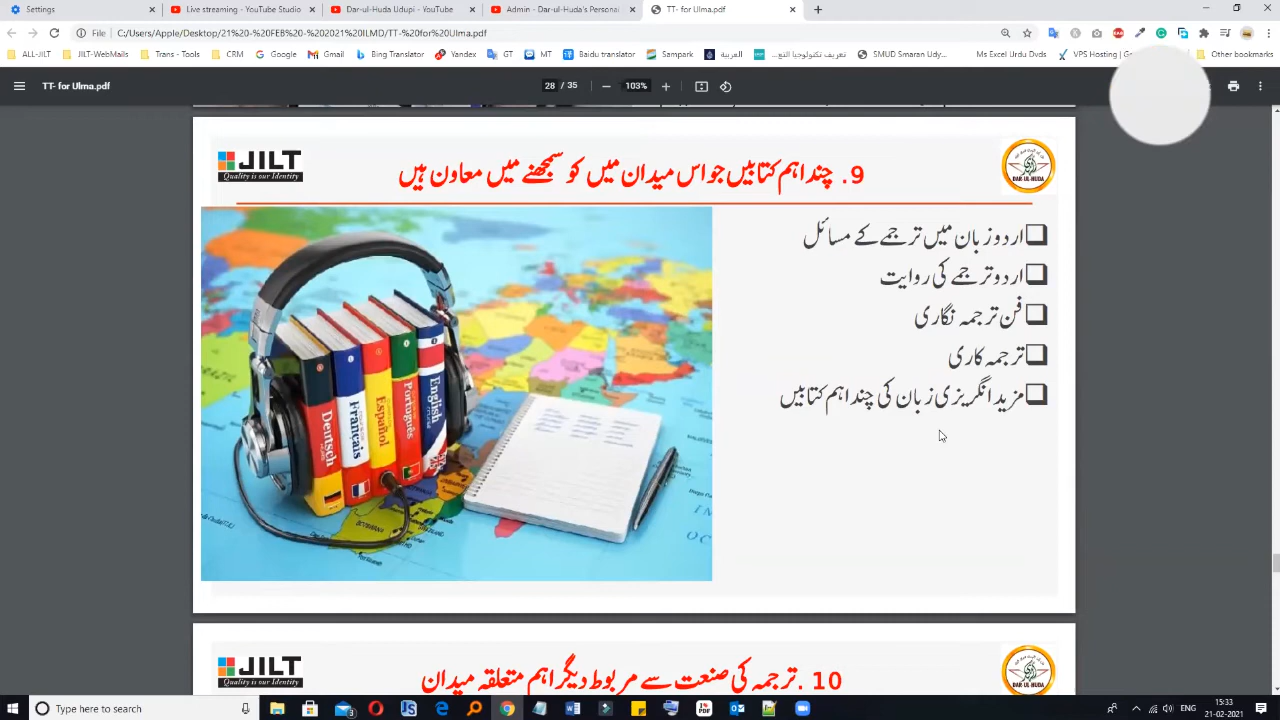 Settings
Live streaming - YouTube Studio
Dar-ul-Huda Udupi - YouTube
Admin - Dar-ul-Huda's Personal
TT- for Ulma.pdf
File | C:/Users/Apple/Desktop/21%20-%20FEB-%20-%202021%20ILMD/TT-%20for%20Ulma.pdf
ALL-JILT
JILT-WebMails
Trans - Tools
CRM
Google
Gmail
Bing Translator
Yandex
GT
MT
Baidu translator
Sampark
العربية
تعريف تكنولوجيا التع...
SMUD Smaran Udy...
Ms Excel Urdu Dvds
VPS Hosting | Ge
Other bookmarks
TT- for Ulma.pdf
28 / 35
103%
JILT
Quality is our Identity
9. چند اہم کتابیں جو اس میدان میں کو سمجھنے میں معاون ہیں
DAR UL-HUDA
اردو زبان میں ترجمے کے مسائل
اردو ترجمے کی روایت
فن ترجمہ نگاری
ترجمہ کاری
مزید انگریزی زبان کی چند اہم کتابیں
Deutsch
Français
Español
Português
English
JILT
Quality is our Identity
10. ترجمہ کی صنعت سے مربوط دیگر اہم متعلقہ میدان
DAR UL-HUDA
Type here to search
15:33
21-02-2021